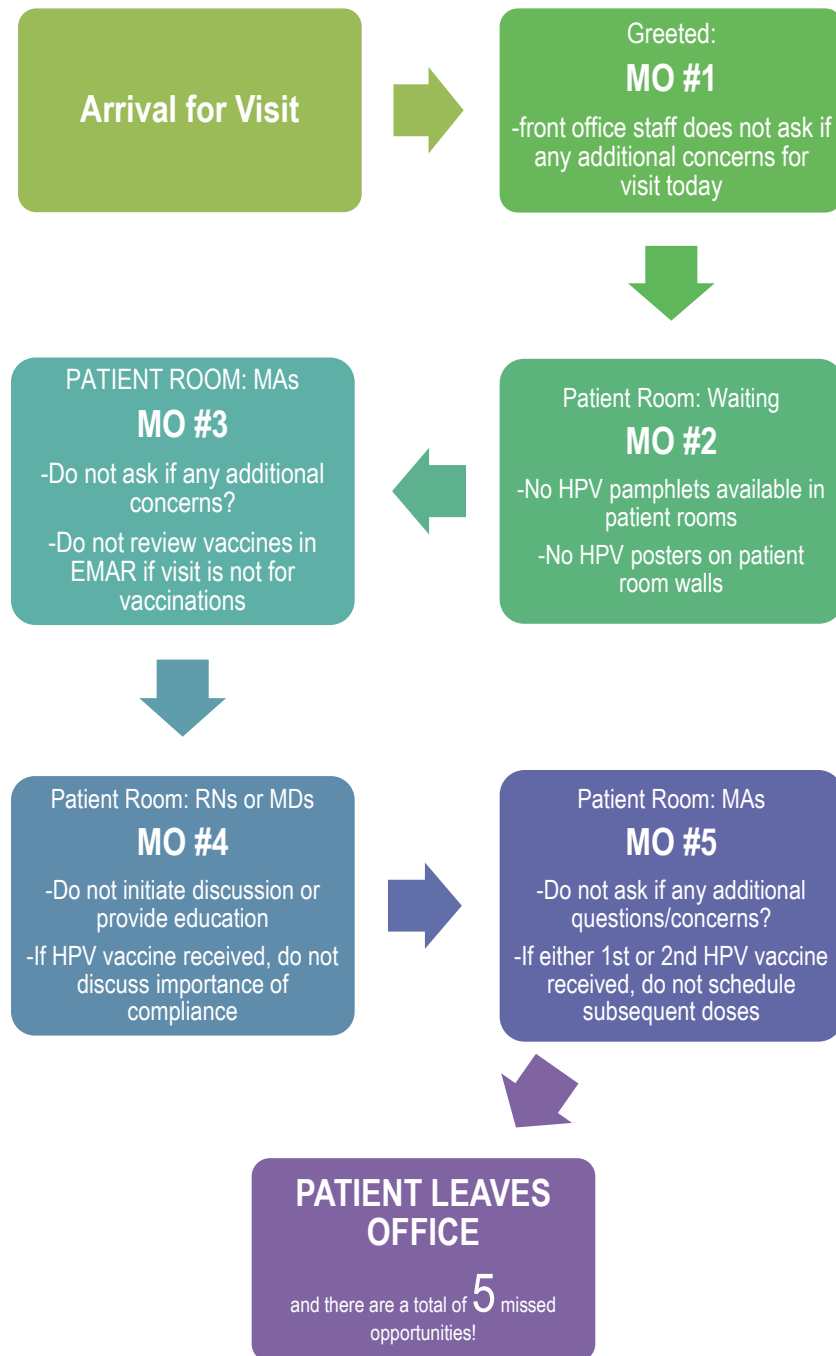 Arrival for Visit
Greeted:
MO #1
-front office staff does not ask if
any additional concerns for
visit today
Patient Room: Waiting
MO #2
-No HPV pamphlets available in
patient rooms
-No HPV posters on patient
room walls
PATIENT ROOM: MAs
MO #3
-Do not ask if any additional
concerns?
-Do not review vaccines in
EMAR if visit is not for
vaccinations
Patient Room: RNs or MDs
MO #4
-Do not initiate discussion or
provide education
-If HPV vaccine received, do not
discuss importance of
compliance
Patient Room: MAs
MO #5
-Do not ask if any additional
questions/concerns?
-If either 1st or 2nd HPV vaccine
received, do not schedule
subsequent doses
PATIENT LEAVES
OFFICE
and there are a total of 5 missed
opportunities!